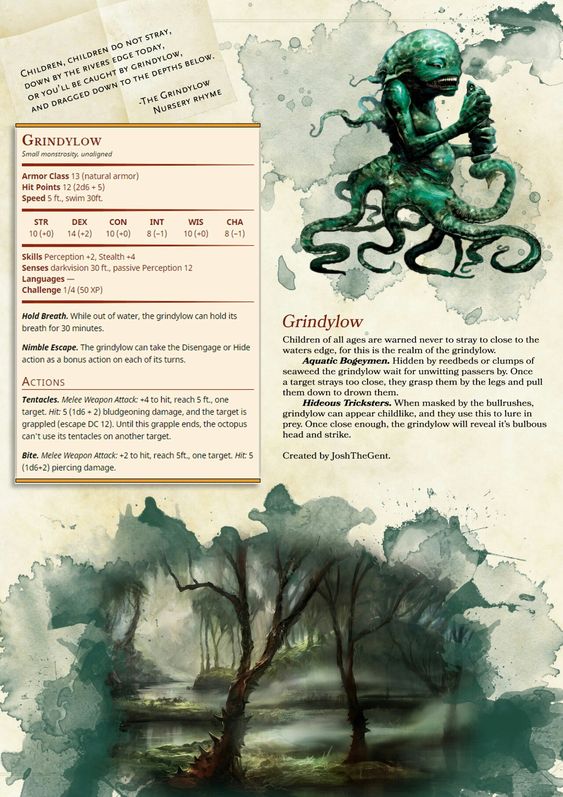 Children, children do not stray,
down by the rivers edge today,
or you'll be caught by Grindylow,
and dragged down to the depths below.
-The Grindylow
Nursery rhyme
Grindylow
Small monstrosity, unaligned
Armor Class 13 (natural armor)
Hit Points 12 (2d6 + 5)
Speed 5 ft., swim 30ft.
STR DEX CON INT WIS CHA
10 (+0) 14 (+2) 10 (+0) 8 (−1) 10 (+0) 8 (−1)
Skills Perception +2, Stealth +4
Senses darkvision 30 ft., passive Perception 12
Languages —
Challenge 1/4 (50 XP)
Hold Breath. While out of water, the grindylow can hold its
breath for 30 minutes.
Nimble Escape. The grindylow can take the Disengage or Hide
action as a bonus action on each of its turns.
Actions
Tentacles. Melee Weapon Attack: +4 to hit, reach 5 ft., one
target. Hit: 5 (1d6 + 2) bludgeoning damage, and the target is
grappled (escape DC 12). Until this grapple ends, the octopus
can't use its tentacles on another target.
Bite. Melee Weapon Attack: +2 to hit, reach 5ft., one target. Hit: 5
(1d6+2) piercing damage.
Grindylow
Children of all ages are warned never to stray to close to the
waters edge, for this is the realm of the grindylow.
Aquatic Bogeymen. Hidden by reedbeds or clumps of
seaweed the grindylow wait for unwitting passers by. Once
a target strays too close, they grasp them by the legs and pull
them down to drown them.
Hideous Tricksters. When masked by the bullrushes,
grindylow can appear childlike, and they use this to lure in
prey. Once close enough, the grindylow will reveal it's bulbous
head and strike.
Created by JoshTheGent.